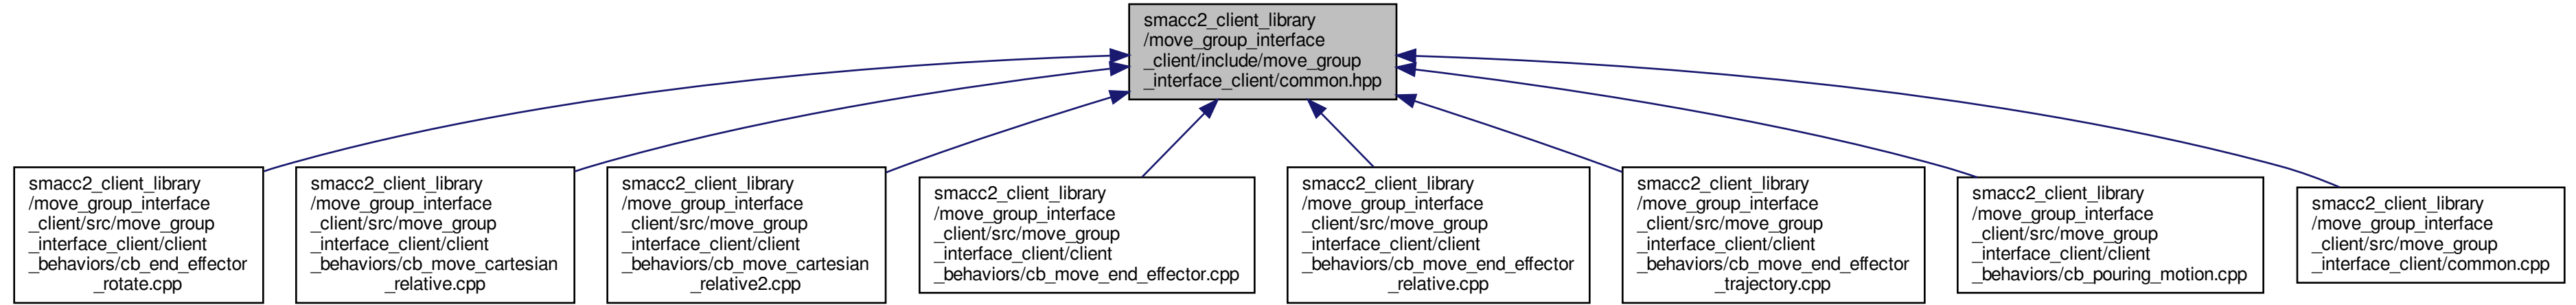 smacc2_client_library
/move_group_interface
_client/include/move_group
_interface_client/common.hpp
smacc2_client_library
/move_group_interface
_client/src/move_group
_interface_client/client
_behaviors/cb_end_effector
_rotate.cpp
smacc2_client_library
/move_group_interface
_client/src/move_group
_interface_client/client
_behaviors/cb_move_cartesian
_relative.cpp
smacc2_client_library
/move_group_interface
_client/src/move_group
_interface_client/client
_behaviors/cb_move_cartesian
_relative2.cpp
smacc2_client_library
/move_group_interface
_client/src/move_group
_interface_client/client
_behaviors/cb_move_end_effector.cpp
smacc2_client_library
/move_group_interface
_client/src/move_group
_interface_client/client
_behaviors/cb_move_end_effector
_relative.cpp
smacc2_client_library
/move_group_interface
_client/src/move_group
_interface_client/client
_behaviors/cb_move_end_effector
_trajectory.cpp
smacc2_client_library
/move_group_interface
_client/src/move_group
_interface_client/client
_behaviors/cb_pouring_motion.cpp
smacc2_client_library
/move_group_interface
_client/src/move_group
_interface_client/common.cpp